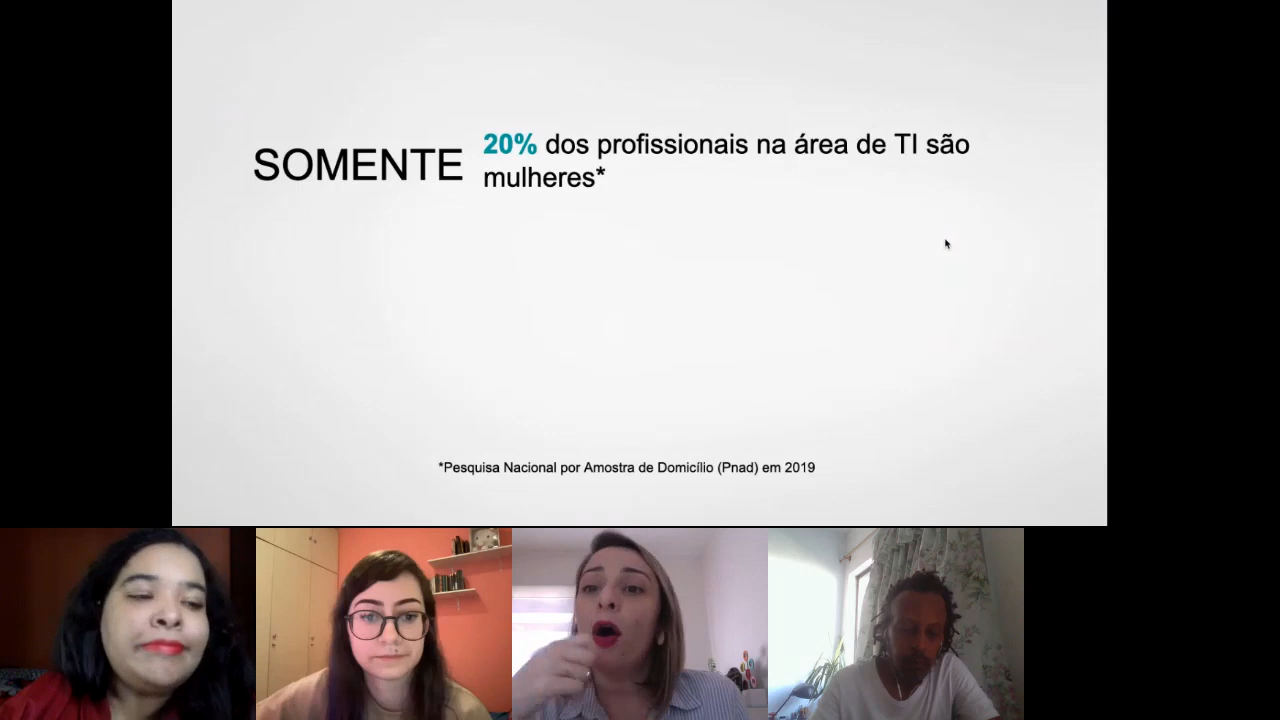 SOMENTE
20% dos profissionais na área de TI são
mulheres*
*Pesquisa Nacional por Amostra de Domicílio (Pnad) em 2019